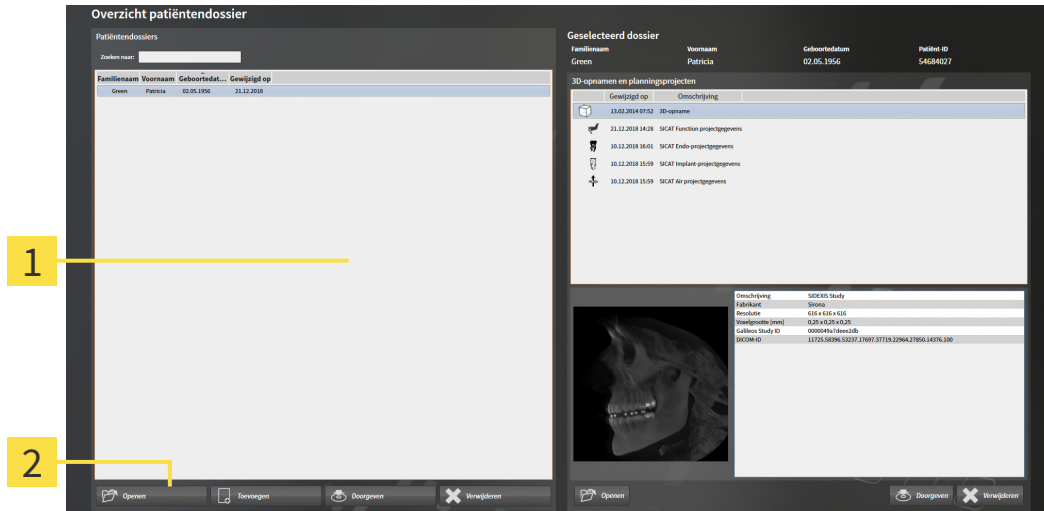 Overzicht patiëntendossier
Patiëntendossiers
Zoeken naar:
Familienaam Voornaam Geboortedat... Gewijzigd op
Green Patricia 02.05.1956 21.12.2018
1
2
Openen Toevoegen Doorgeven Verwijderen
Geselecteerd dossier
Familienaam Voornaam Geboortedatum Patiënt-ID
Green Patricia 02.05.1956 54684027
3D-opnamen en planningsprojecten
Gewijzigd op Omschrijving
13.02.2014 07:52 3D-opname
21.12.2018 14:28 SICAT Function projectgegevens
10.12.2018 16:01 SICAT Endo-projectgegevens
10.12.2018 15:59 SICAT Implant-projectgegevens
10.12.2018 15:59 SICAT Air projectgegevens
Omschrijving SIDEXIS Study
Fabrikant Sirona
Resolutie 616 x 616 x 616
Voxelgrootte [mm] 0,25 x 0,25 x 0,25
Galileos Study ID 0000049a7deee2db
DICOM-ID 11725.58396.53237.17697.37719.22964.27850.14376.100
Openen Doorgeven Verwijderen